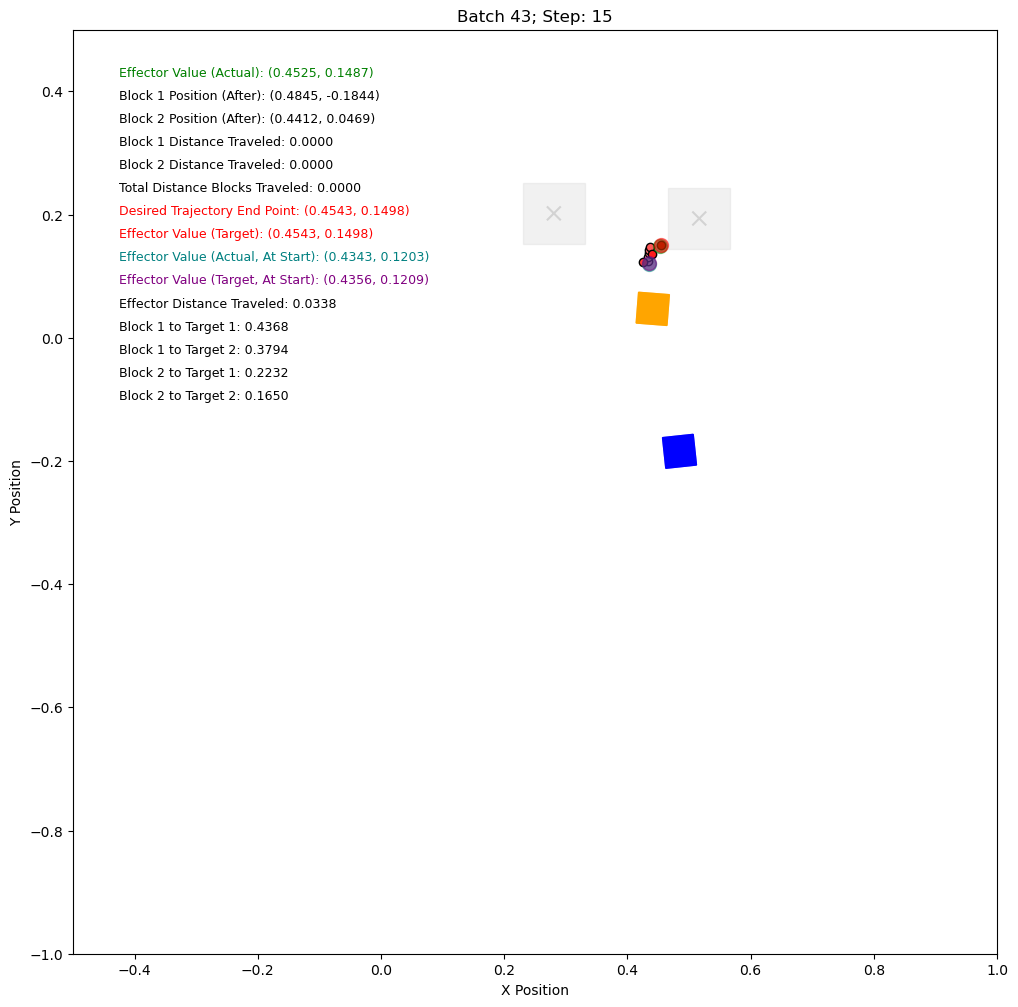 Batch 43; Step: 15
Effector Value (Actual): (0.4525, 0.1487)
Block 1 Position (After): (0.4845, -0.1844)
Block 2 Position (After): (0.4412, 0.0469)
Block 1 Distance Traveled: 0.0000
Block 2 Distance Traveled: 0.0000
Total Distance Blocks Traveled: 0.0000
Desired Trajectory End Point: (0.4543, 0.1498)
Effector Value (Target): (0.4543, 0.1498)
Effector Value (Actual, At Start): (0.4343, 0.1203)
Effector Value (Target, At Start): (0.4356, 0.1209)
Effector Distance Traveled: 0.0338
Block 1 to Target 1: 0.4368
Block 1 to Target 2: 0.3794
Block 2 to Target 1: 0.2232
Block 2 to Target 2: 0.1650
Y Position
0.4
0.2
0.0
−0.2
−0.4
−0.6
−0.8
−1.0
−0.4
−0.2
0.0
0.2
0.4
0.6
0.8
1.0
X Position